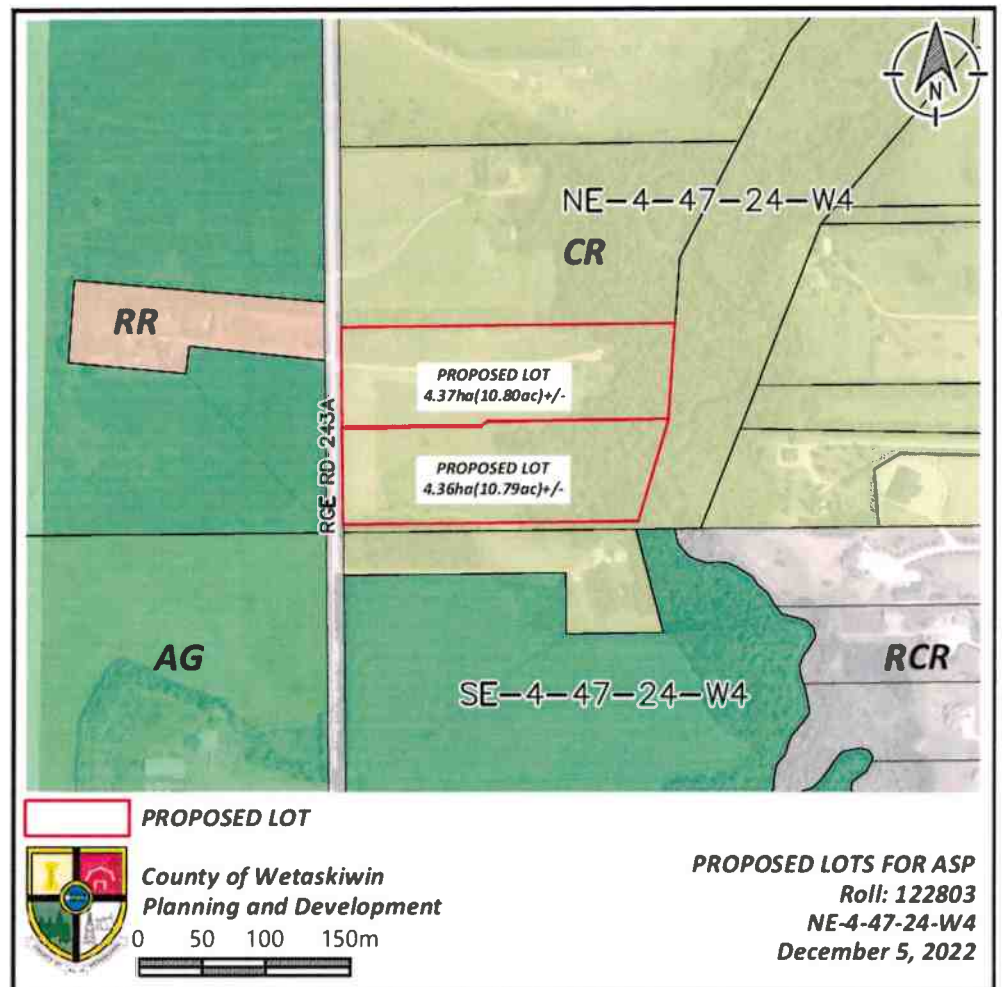 N
NE-4-47-24-W4
CR
RR
PROPOSED LOT
4.37ha(10.80ac)+/-
RGE-RD-243A
PROPOSED LOT
4.36ha(10.79ac)+/-
AG
RCR
SE-4-47-24-W4
PROPOSED LOT
County of Wetaskiwin
Planning and Development
0 50 100 150m
PROPOSED LOTS FOR ASP
Roll: 122803
NE-4-47-24-W4
December 5, 2022